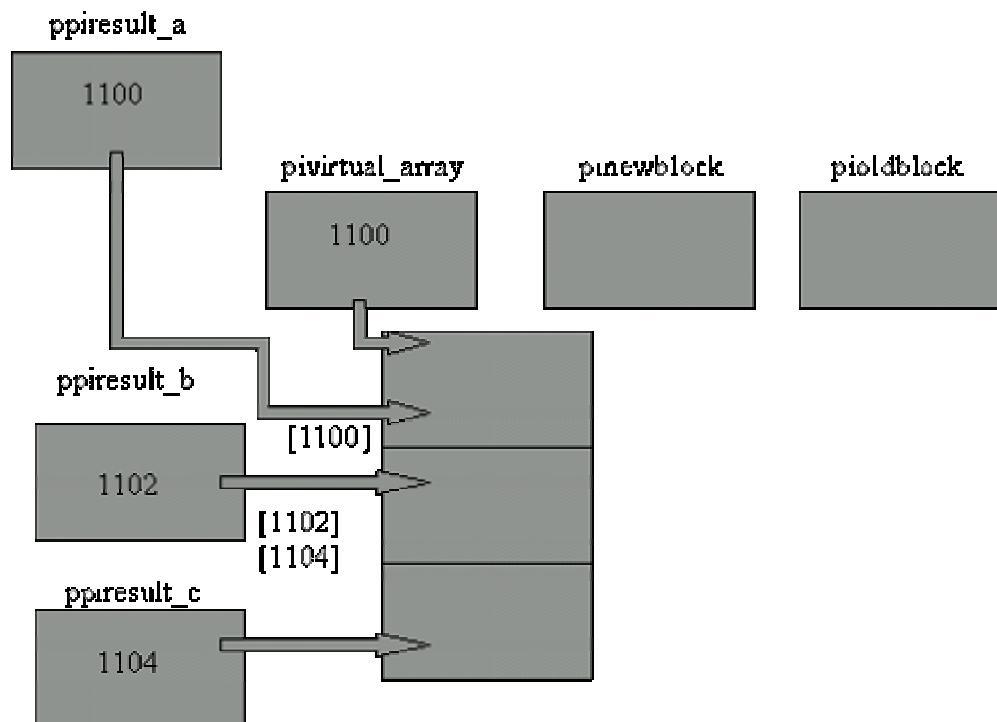 ppiresult_a
1100
pivirtual_array
pinewblock
pioldblock
1100
ppiresult_b
[1100]
1102
[1102]
[1104]
ppiresult_c
1104